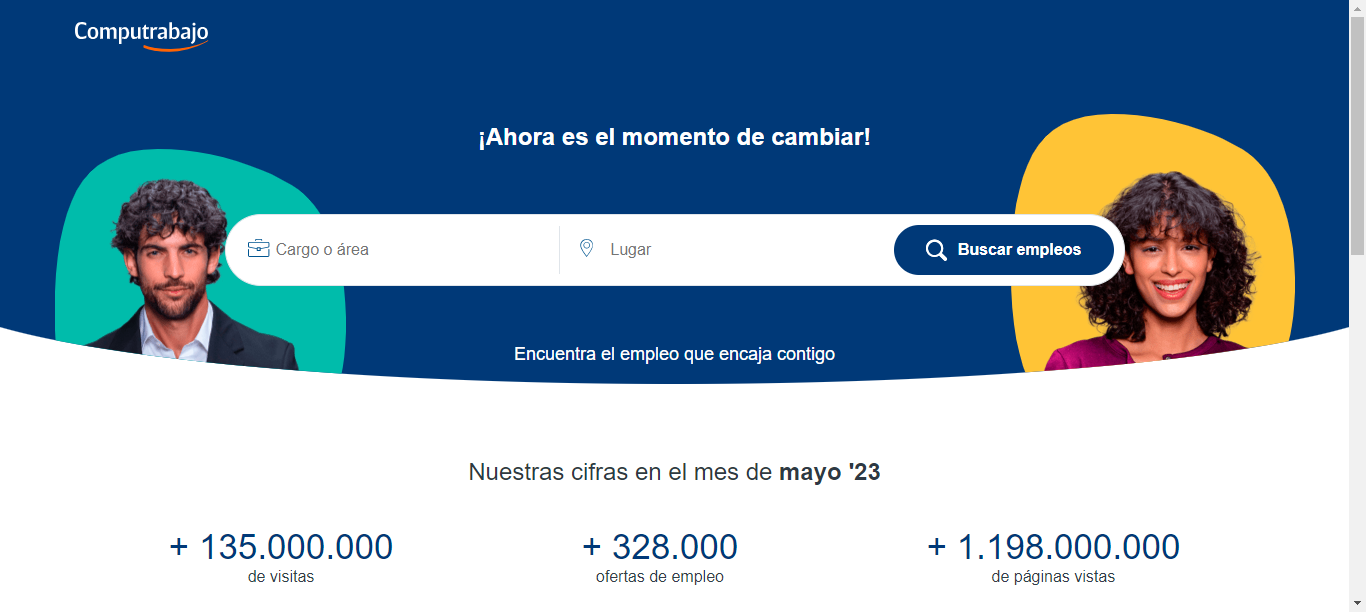 Computrabajo
¡Ahora es el momento de cambiar!
Cargo o área
Lugar
Buscar empleos
Encuentra el empleo que encaja contigo
Nuestras cifras en el mes de mayo '23
+ 135.000.000
de visitas
+ 328.000
ofertas de empleo
+ 1.198.000.000
de páginas vistas